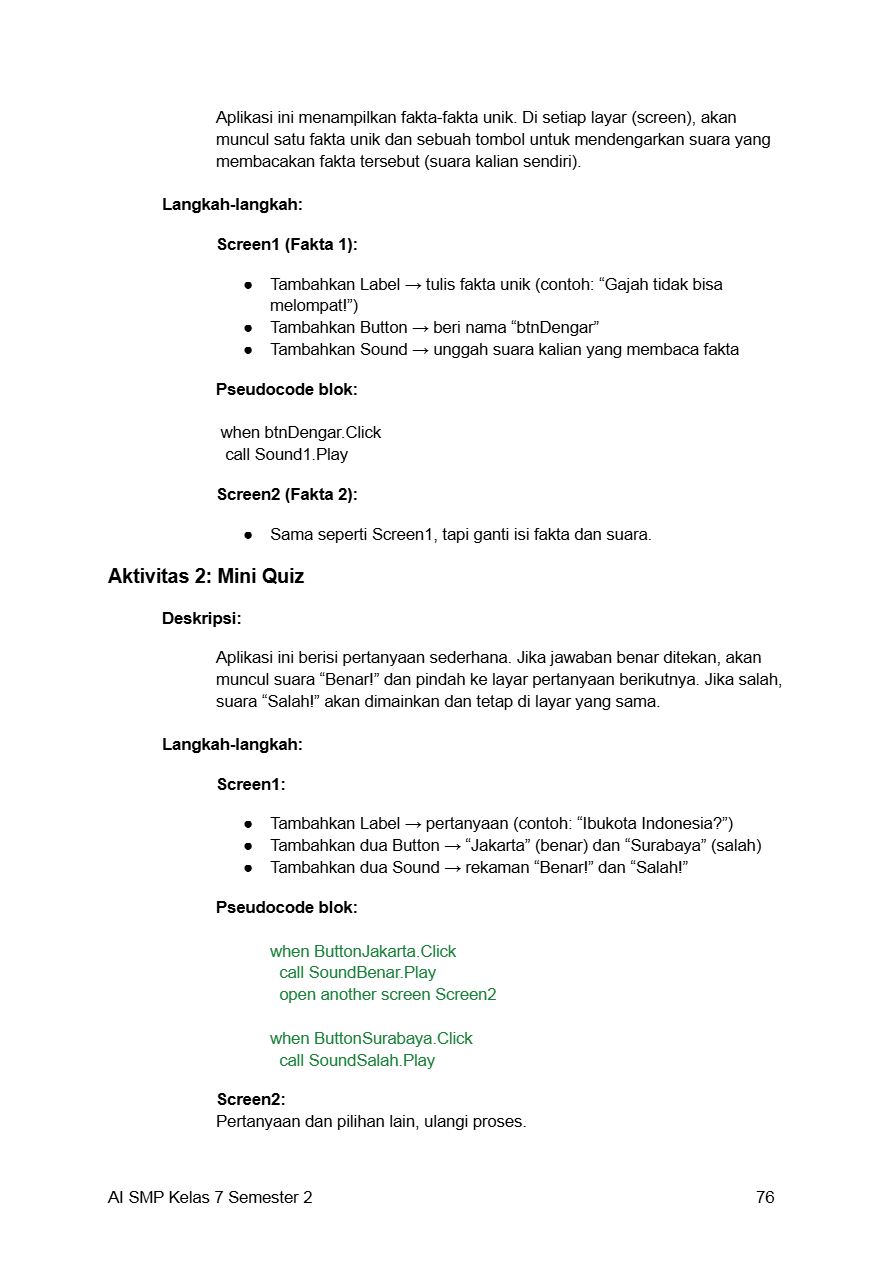 Aplikasi ini menampilkan fakta-fakta unik. Di setiap layar (screen), akan
muncul satu fakta unik dan sebuah tombol untuk mendengarkan suara yang
membacakan fakta tersebut (suara kalian sendiri).
Langkah-langkah:
Screen1 (Fakta 1):
● Tambahkan Label → tulis fakta unik (contoh: “Gajah tidak bisa
melompat!”)
● Tambahkan Button → beri nama “btnDengar”
● Tambahkan Sound → unggah suara kalian yang membaca fakta
Pseudocode blok:
when btnDengar.Click
call Sound1.Play
Screen2 (Fakta 2):
● Sama seperti Screen1, tapi ganti isi fakta dan suara.
Aktivitas 2: Mini Quiz
Deskripsi:
Aplikasi ini berisi pertanyaan sederhana. Jika jawaban benar ditekan, akan
muncul suara “Benar!” dan pindah ke layar pertanyaan berikutnya. Jika salah,
suara “Salah!” akan dimainkan dan tetap di layar yang sama.
Langkah-langkah:
Screen1:
● Tambahkan Label → pertanyaan (contoh: “Ibukota Indonesia?”)
● Tambahkan dua Button → “Jakarta” (benar) dan “Surabaya” (salah)
● Tambahkan dua Sound → rekaman “Benar!” dan “Salah!”
Pseudocode blok:
when ButtonJakarta.Click
call SoundBenar.Play
open another screen Screen2
when ButtonSurabaya.Click
call SoundSalah.Play
Screen2:
Pertanyaan dan pilihan lain, ulangi proses.
AI SMP Kelas 7 Semester 2 76